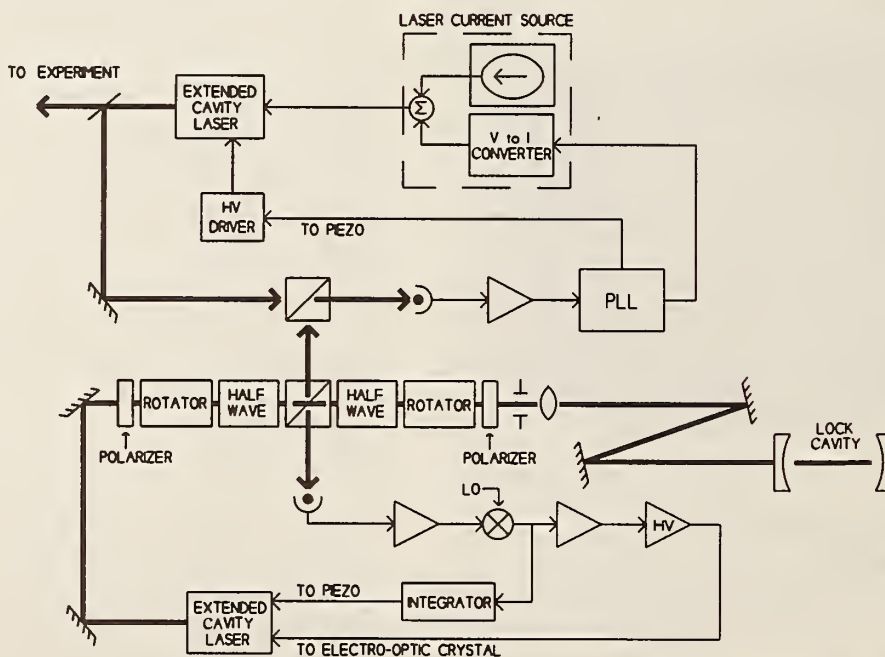 LASER CURRENT SOURCE
TO EXPERIMENT
EXTENDED
CAVITY
LASER
Σ
V to I
CONVERTER
HV
DRIVER
TO PIEZO
PLL
ROTATOR
HALF
WAVE
HALF
WAVE
ROTATOR
POLARIZER
POLARIZER
LOCK
CAVITY
LO
HV
TO PIEZO
INTEGRATOR
EXTENDED
CAVITY
LASER
TO ELECTRO-OPTIC CRYSTAL